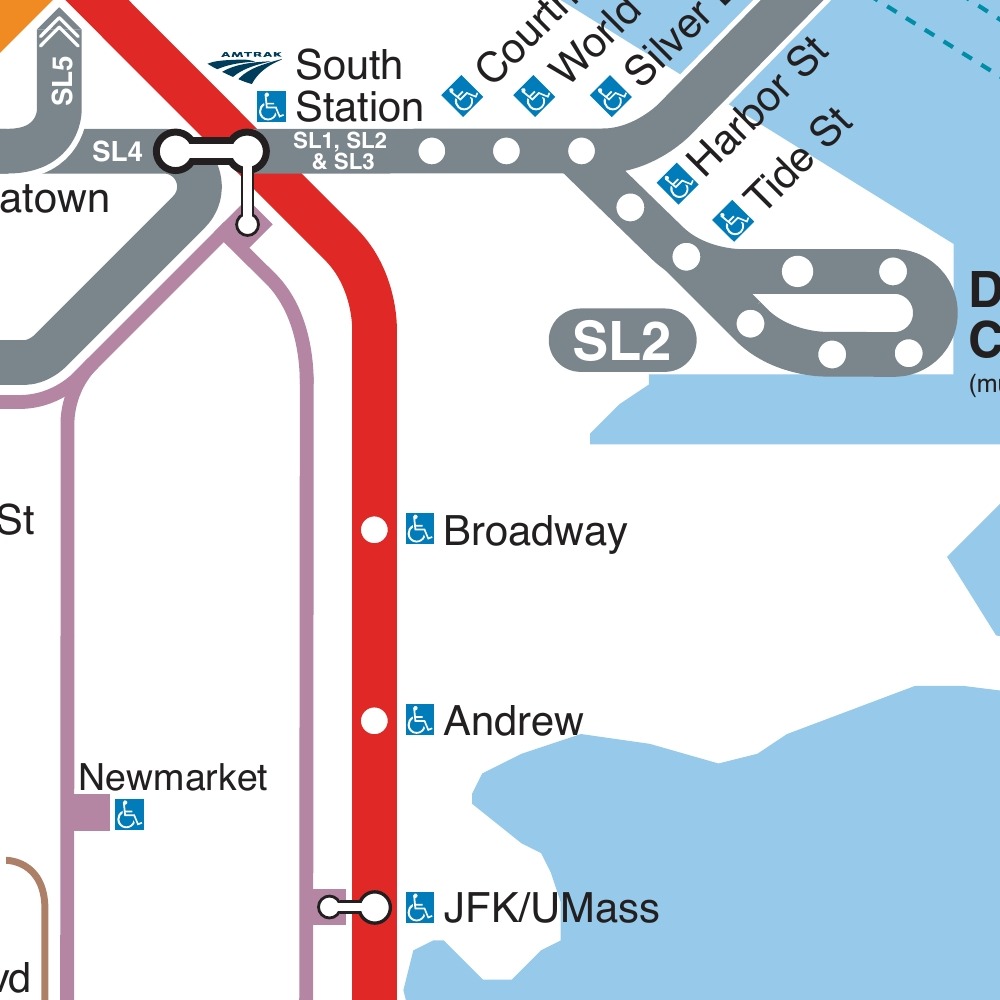 SL5
AMTRAK
South
Station
Courth
World
Silver
Harbor St
Tide St
SL4
SL1, SL2
& SL3
atown
SL2
D
C
(mu
St
Broadway
Andrew
Newmarket
JFK/UMass
vd